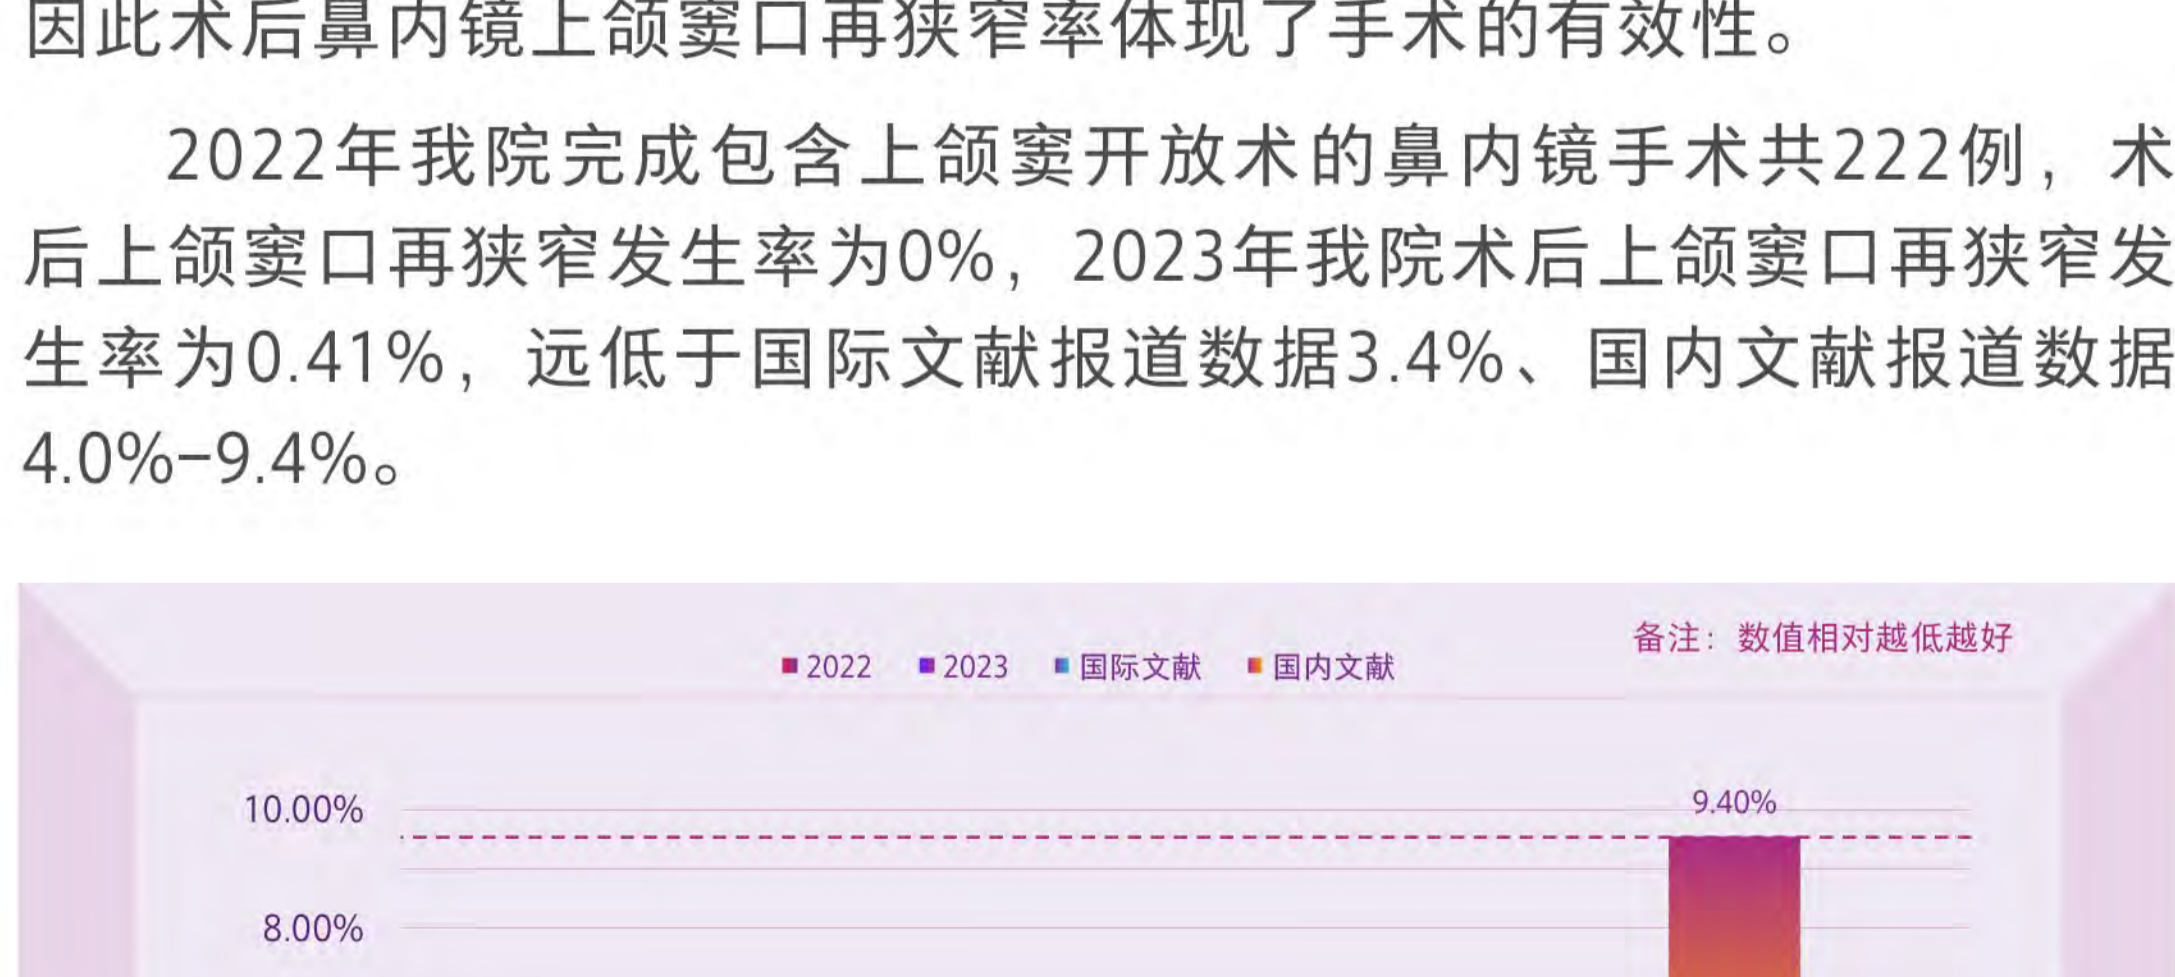 因此术后鼻内镜上颌窦口再狭窄率体现了手术的有效性。
2022年我院完成包含上颌窦开放术的鼻内镜手术共222例，术
后上颌窦口再狭窄发生率为0%，2023年我院术后上颌窦口再狭窄发
生率为0.41%，远低于国际文献报道数据3.4%、国内文献报道数据
4.0%-9.4%。
备注：数值相对越低越好
2022 2023 国际文献 国内文献
9.40%
10.00%
8.00%